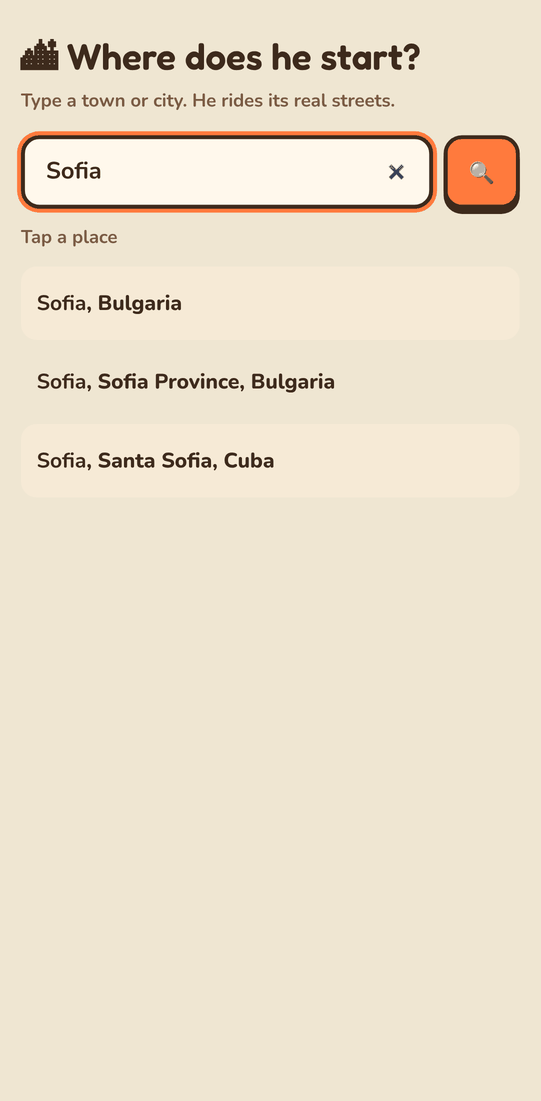 Where does he start?
Type a town or city. He rides its real streets.
Sofia
Tap a place
Sofia, Bulgaria
Sofia, Sofia Province, Bulgaria
Sofia, Santa Sofia, Cuba